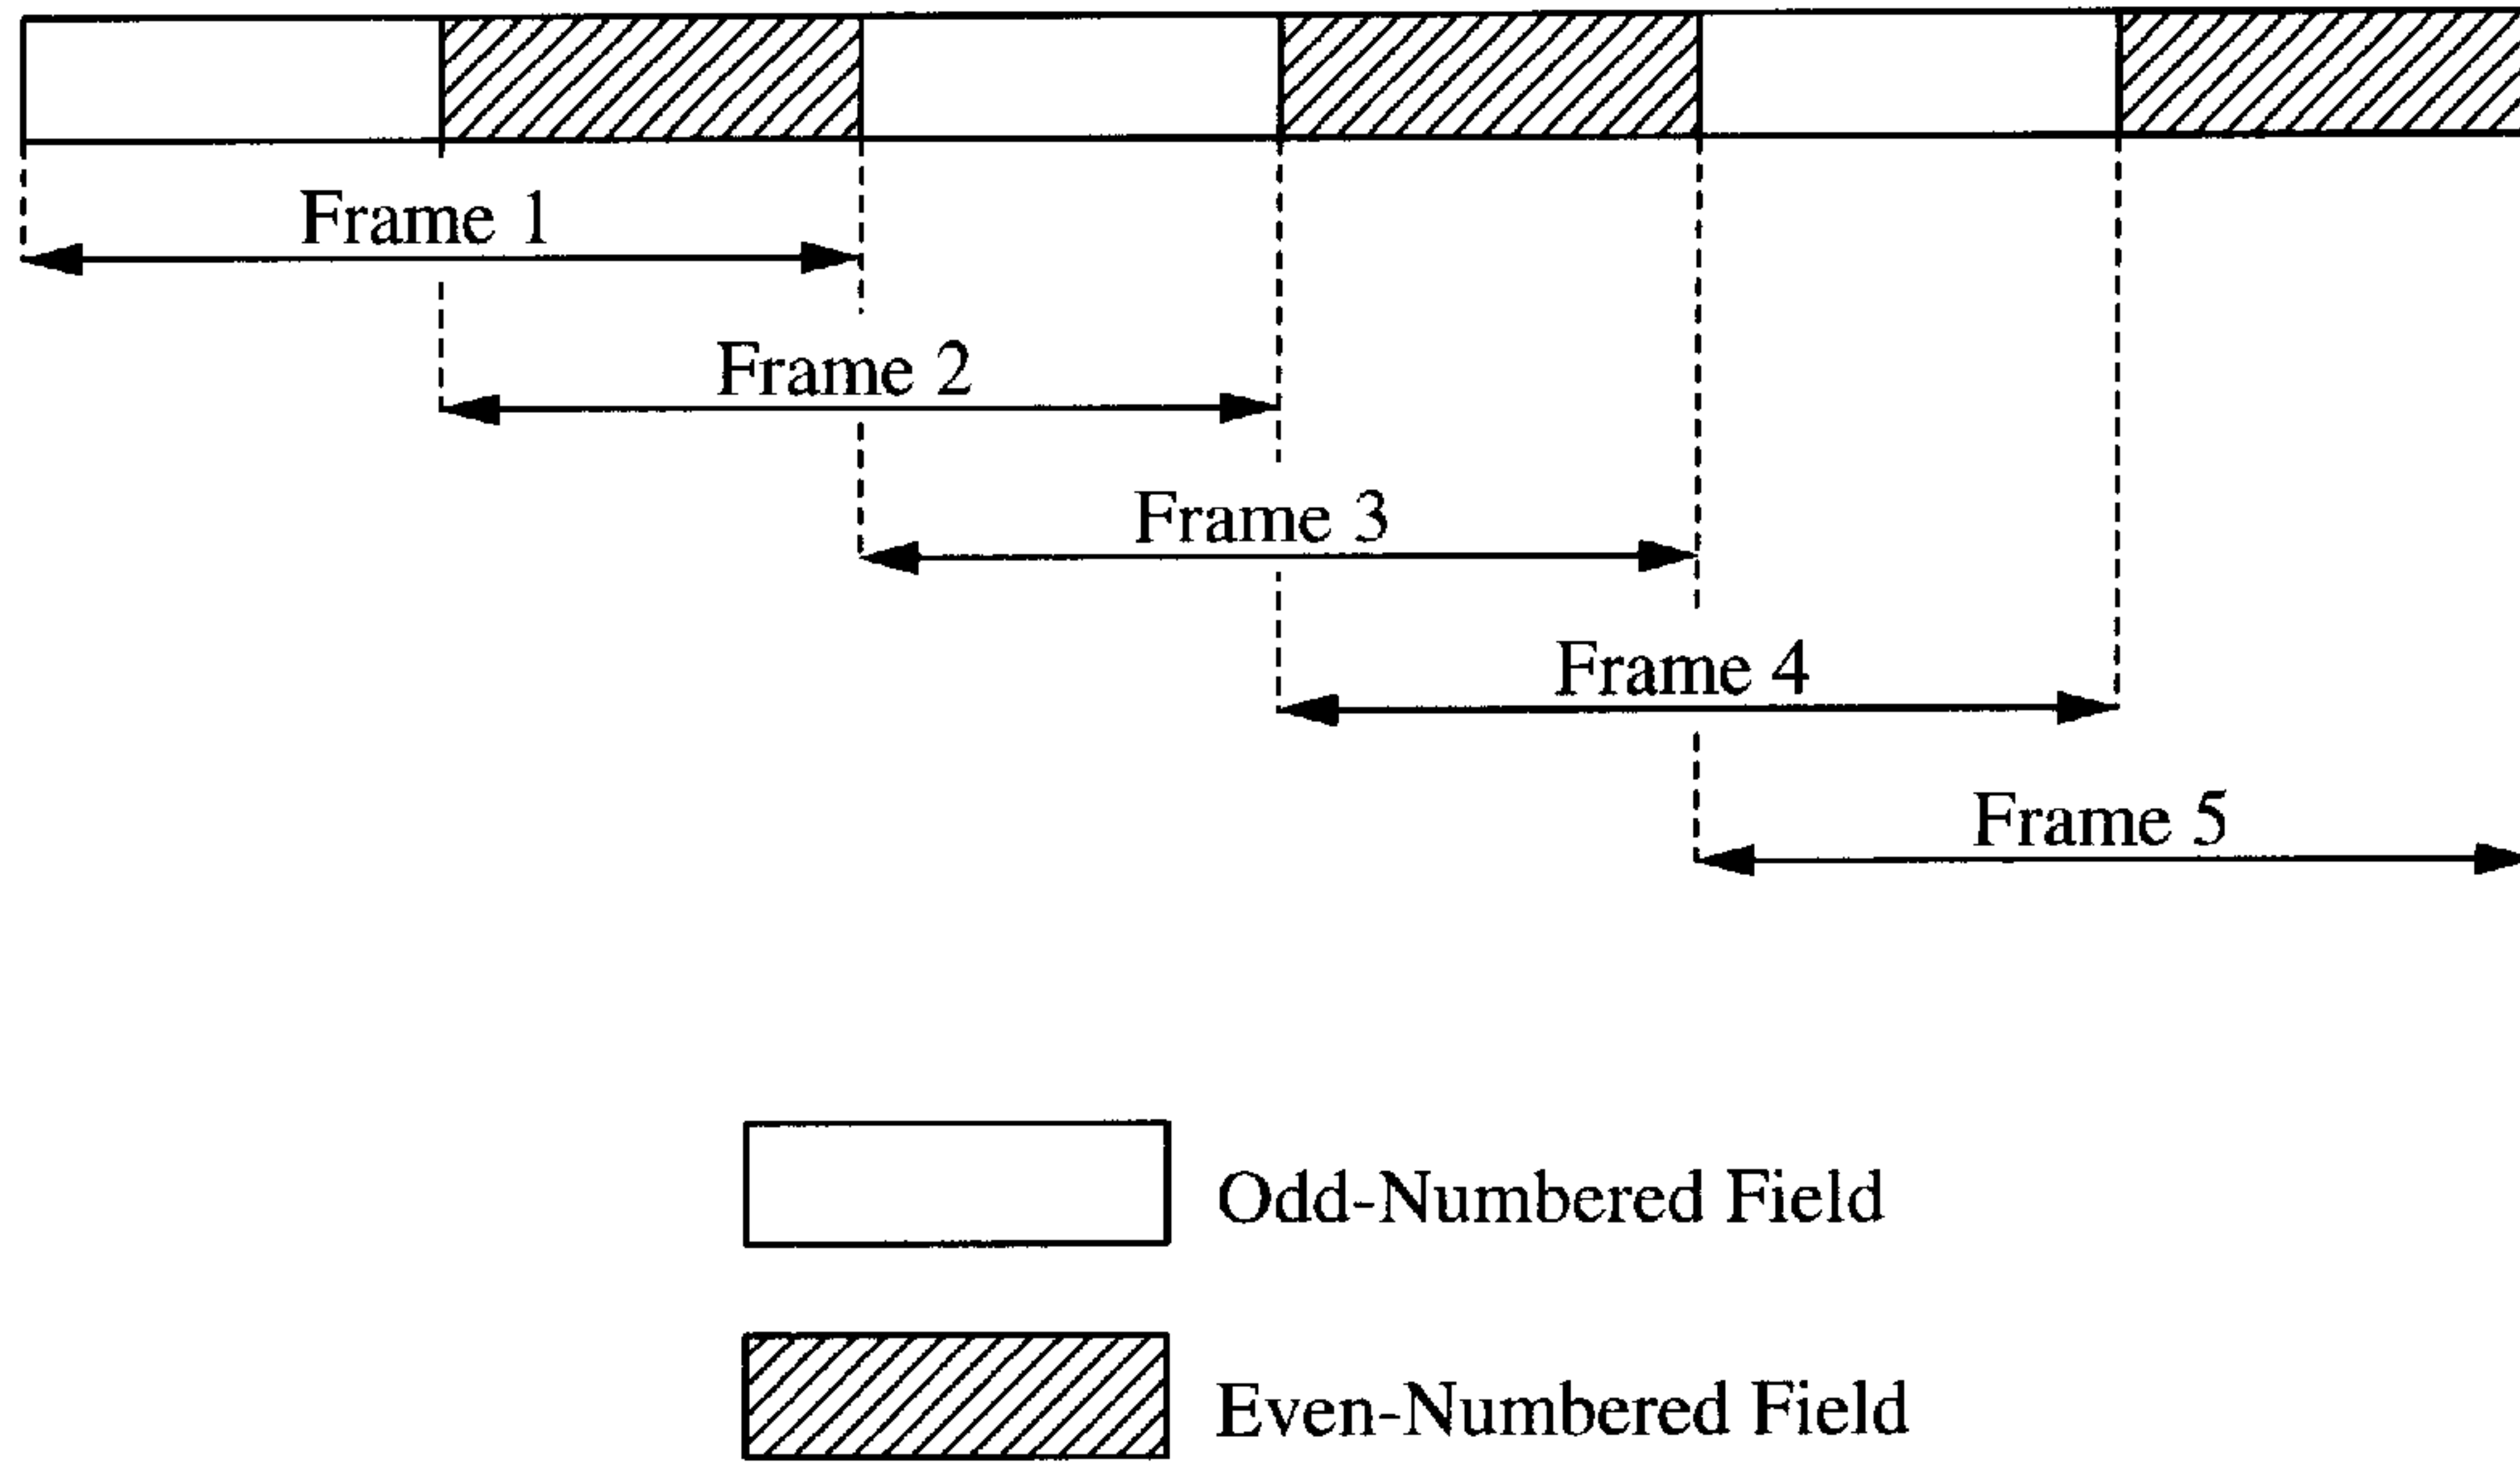 Frame 1
Frame 2
Frame 3
Frame 4
Frame 5
Odd-Numbered Field
Even-Numbered Field